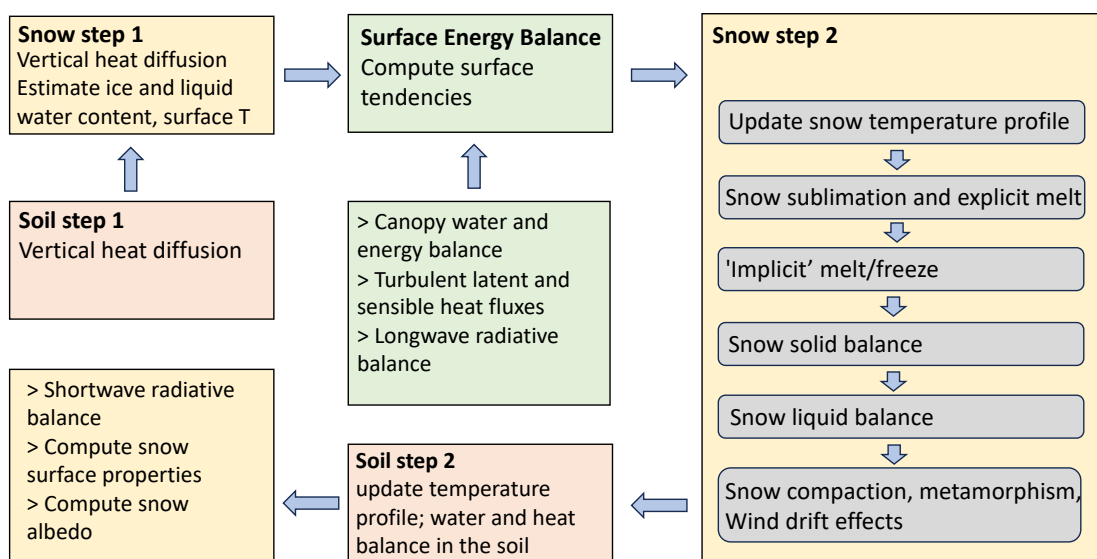 Snow step 1
Vertical heat diffusion
Estimate ice and liquid
water content, surface T
Surface Energy Balance
Compute surface
tendencies
Snow step 2
Update snow temperature profile
Snow sublimation and explicit melt
'Implicit’ melt/freeze
Snow solid balance
Snow liquid balance
Snow compaction, metamorphism,
Wind drift effects
Soil step 1
Vertical heat diffusion
> Canopy water and
energy balance
> Turbulent latent and
sensible heat fluxes
> Longwave radiative
balance
> Shortwave radiative
balance
> Compute snow
surface properties
> Compute snow
albedo
Soil step 2
update temperature
profile; water and heat
balance in the soil